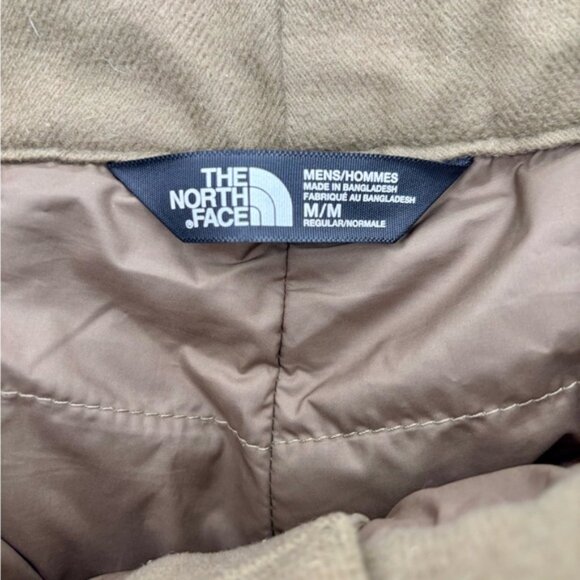 THE
NORTH
FACE
MENS/HOMMES
MADE IN BANGLADESH
FABRIQUÉ AU BANGLADESH
M/M
REGULAR/NORMALE